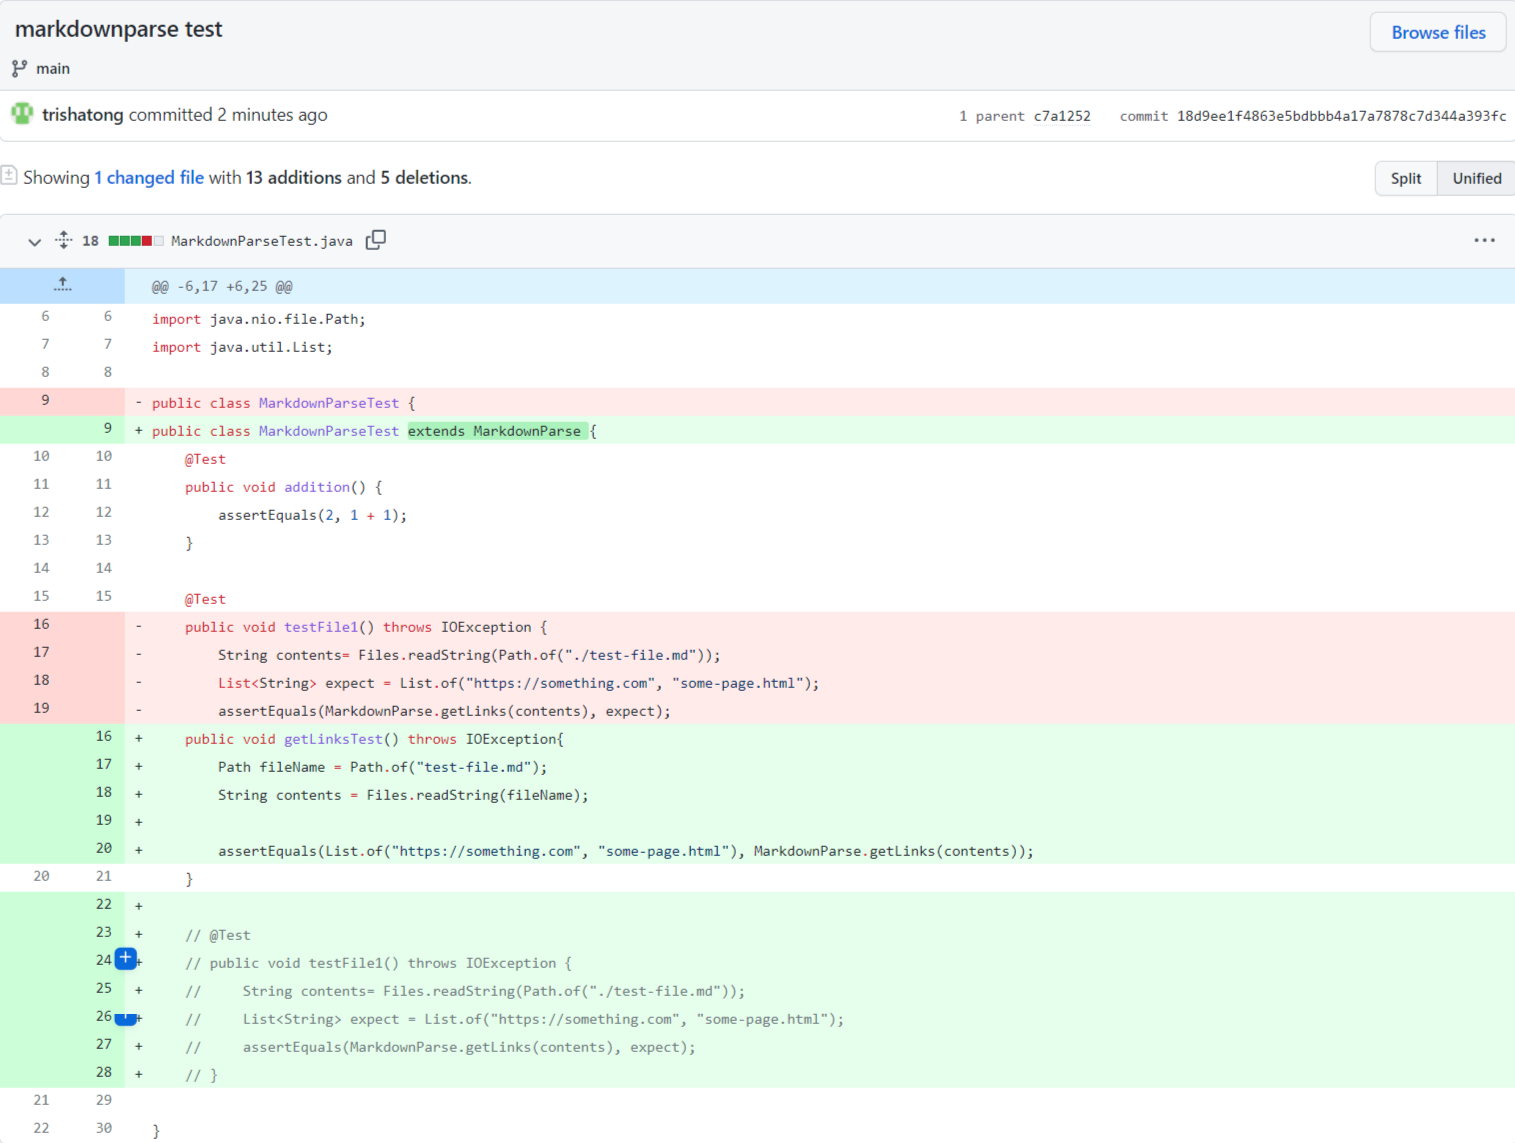 markdownparse test
Browse files
main
trishatong committed 2 minutes ago
1 parent c7a1252 commit 18d9ee1f4863e5bdbbb4a17a7878c7d344a393fc
Showing 1 changed file with 13 additions and 5 deletions.
Split Unified
18 MarkdownParseTest.java
@@ -6,17 +6,25 @@
6 6 import java.nio.file.Path;
7 7 import java.util.List;
8 8
9 - public class MarkdownParseTest {
9 + public class MarkdownParseTest extends MarkdownParse {
10 10 @Test
11 11 public void addition() {
12 12 assertEquals(2, 1 + 1);
13 13 }
14 14
15 15 @Test
16 - public void testFile1() throws IOException {
17 - String contents= Files.readString(Path.of("./test-file.md"));
18 - List<String> expect = List.of("https://something.com", "some-page.html");
19 - assertEquals(MarkdownParse.getLinks(contents), expect);
16 + public void getLinksTest() throws IOException{
17 + Path fileName = Path.of("test-file.md");
18 + String contents = Files.readString(fileName);
19 +
20 + assertEquals(List.of("https://something.com", "some-page.html"), MarkdownParse.getLinks(contents));
20 21 }
22 +
23 + // @Test
24 + // public void testFile1() throws IOException {
25 + // String contents= Files.readString(Path.of("./test-file.md"));
26 + // List<String> expect = List.of("https://something.com", "some-page.html");
27 + // assertEquals(MarkdownParse.getLinks(contents), expect);
28 + // }
21 29
22 30 }